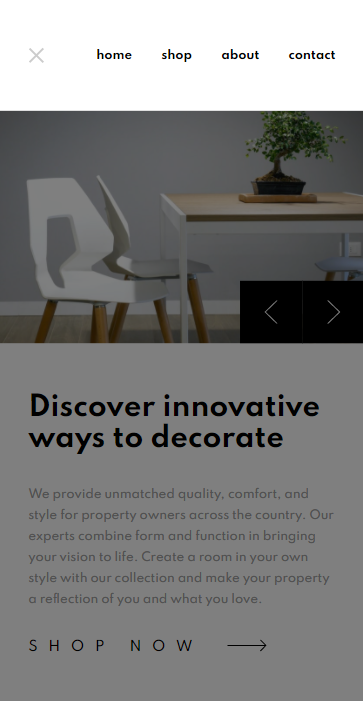 home shop about contact
Discover innovative
ways to decorate
We provide unmatched quality, comfort, and
style for property owners across the country. Our
experts combine form and function in bringing
your vision to life. Create a room in your own
style with our collection and make your property
a reflection of you and what you love.
SHOP NOW